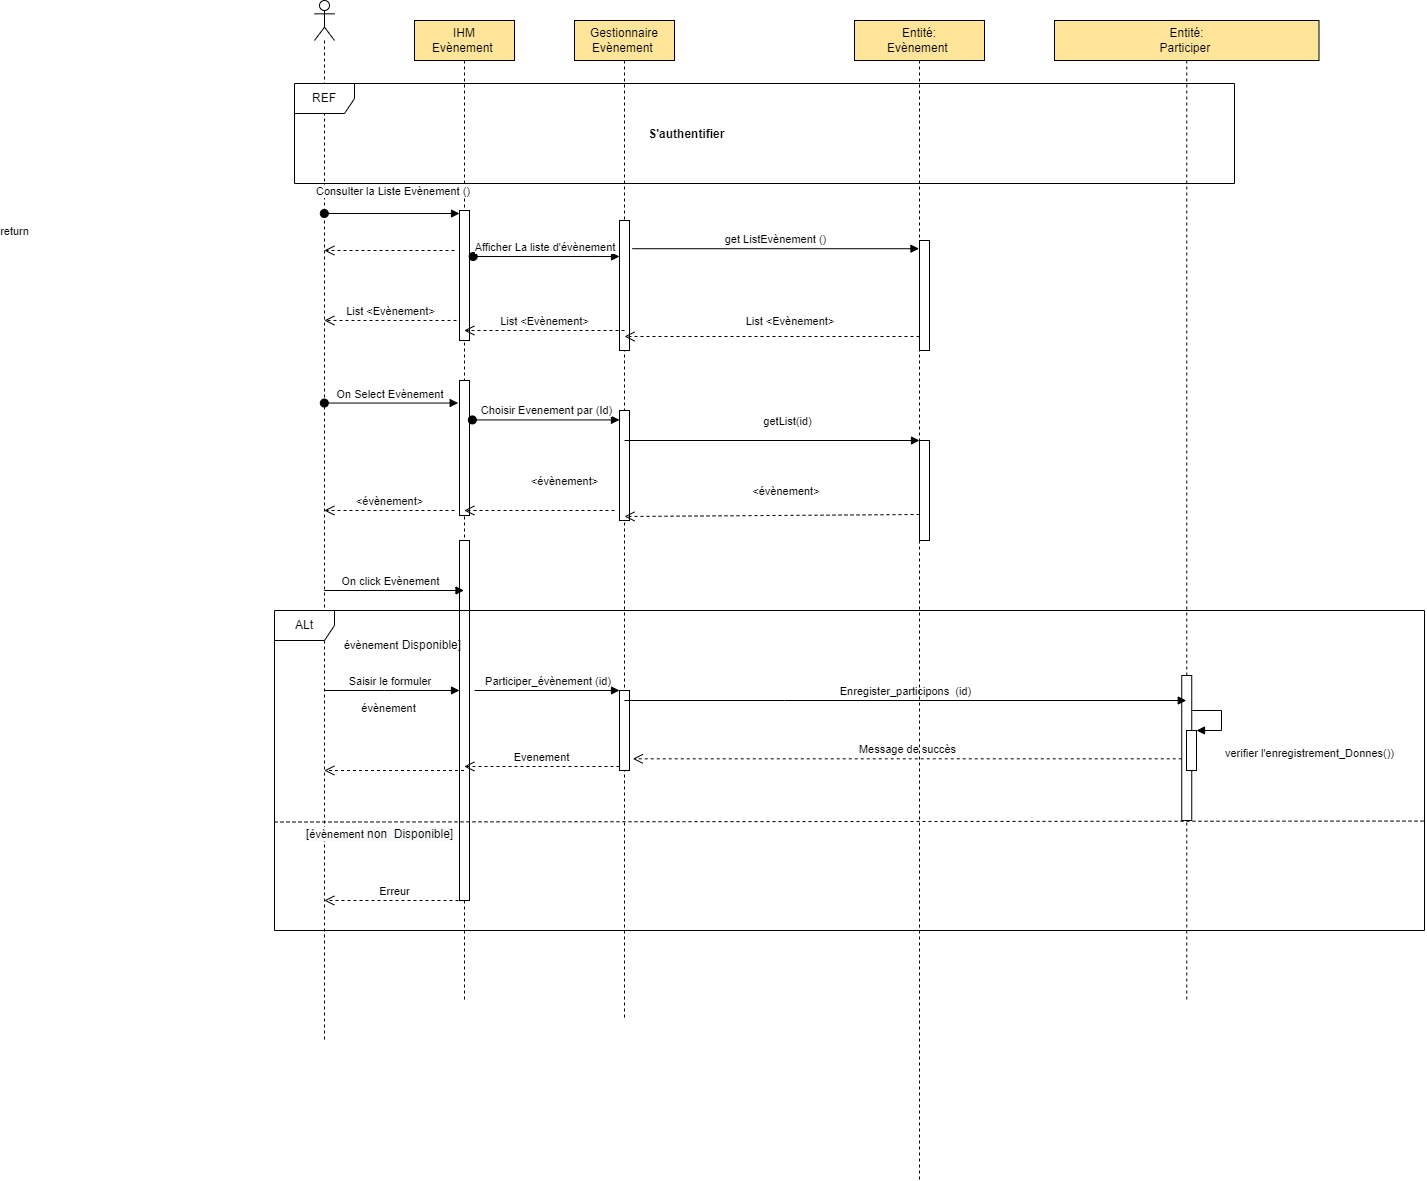 IHM
Evènement
Gestionnaire
Evènement
Entité:
Evènement
Entité:
Participer
REF
S'authentifier
Consulter la Liste Evènement ()
return
get ListEvènement ()
Afficher La liste d'évènement
List <Evènement>
List <Evènement>
List <Evènement>
On Select Evènement
Choisir Evenement par (Id)
getList(id)
<évènement>
<évènement>
<évènement>
On click Evènement
ALt
évènement Disponible]
Saisir le formuler
évènement
Participer_évènement (id)
Enregister_participons (id)
Message de succès
verifier l'enregistrement_Donnes())
Evenement
[évènement non Disponible]
Erreur